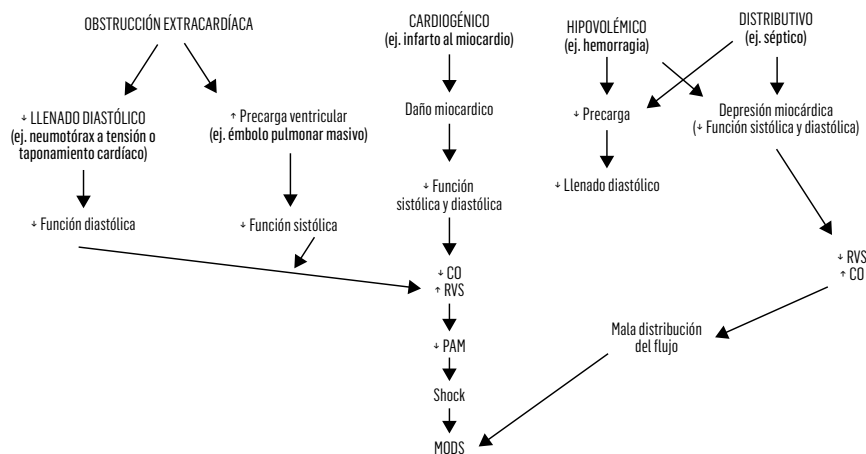 OBSTRUCCIÓN EXTRACARDÍACA
↓ LLENADO DIASTÓLICO
(ej. neumotórax a tensión o
taponamiento cardíaco)
↓ Función diastólica
↑ Precarga ventricular
(ej. émbolo pulmonar masivo)
↓ Función sistólica
CARDIOGÉNICO
(ej. infarto al miocardio)
Daño miocardico
↓ Función
sistólica y diastólica
↓ CO
↑ RVS
↓ PAM
Shock
MODS
HIPOVOLÉMICO
(ej. hemorragia)
↓ Precarga
↓ Llenado diastólico
DISTRIBUTIVO
(ej. séptico)
Depresión miocárdica
(↓ Función sistólica y diastólica)
↓ RVS
↑ CO
Mala distribución
del flujo